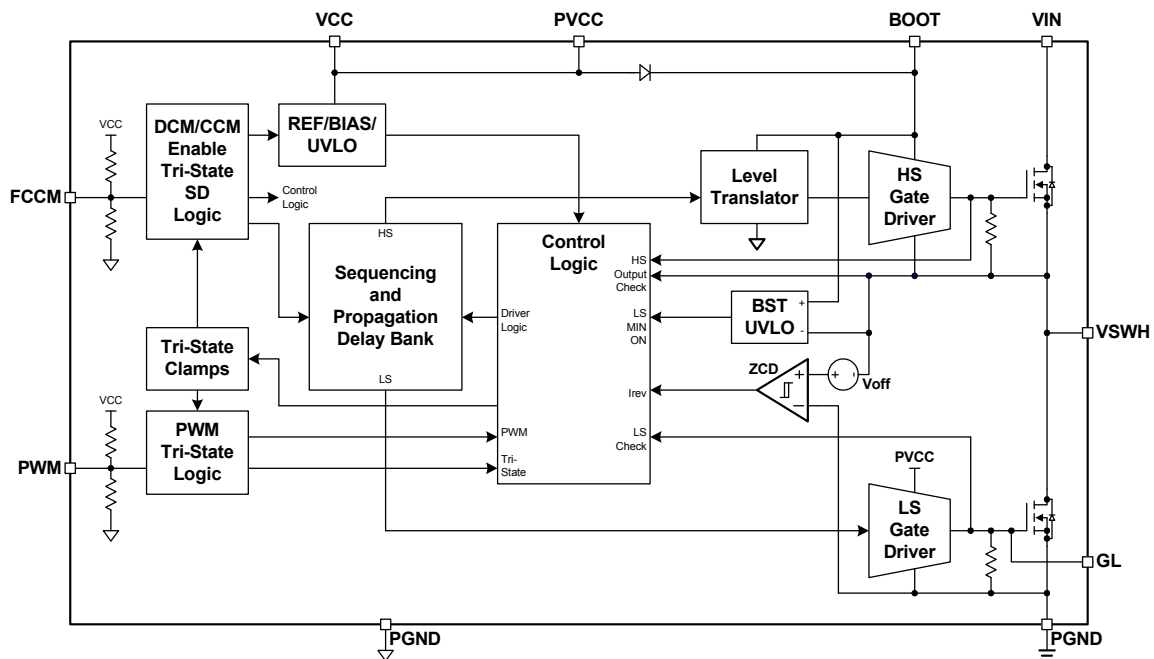 VCC
PVCC
BOOT
VIN
VCC
DCM/CCM
Enable
Tri-State
SD
Logic
REF/BIAS/
UVLO
Control
Logic
FCCM
Level
Translator
HS
Gate
Driver
HS
Sequencing
and
Propagation
Delay Bank
LS
Control
Logic
HS
Output
Check
Driver
Logic
LS
MIN
ON
BST
UVLO
+
-
VSWH
Tri-State
Clamps
ZCD
+
−
+
-
Voff
Irev
VCC
PWM
PWM
Tri-State
Logic
PWM
Tri-
State
LS
Check
PVCC
LS
Gate
Driver
GL
PGND
PGND